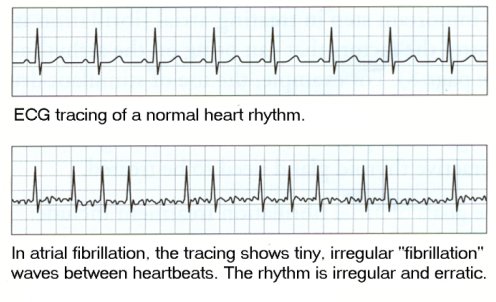 ECG tracing of a normal heart rhythm.
In atrial fibrillation, the tracing shows tiny, irregular "fibrillation"
waves between heartbeats. The rhythm is irregular and erratic.